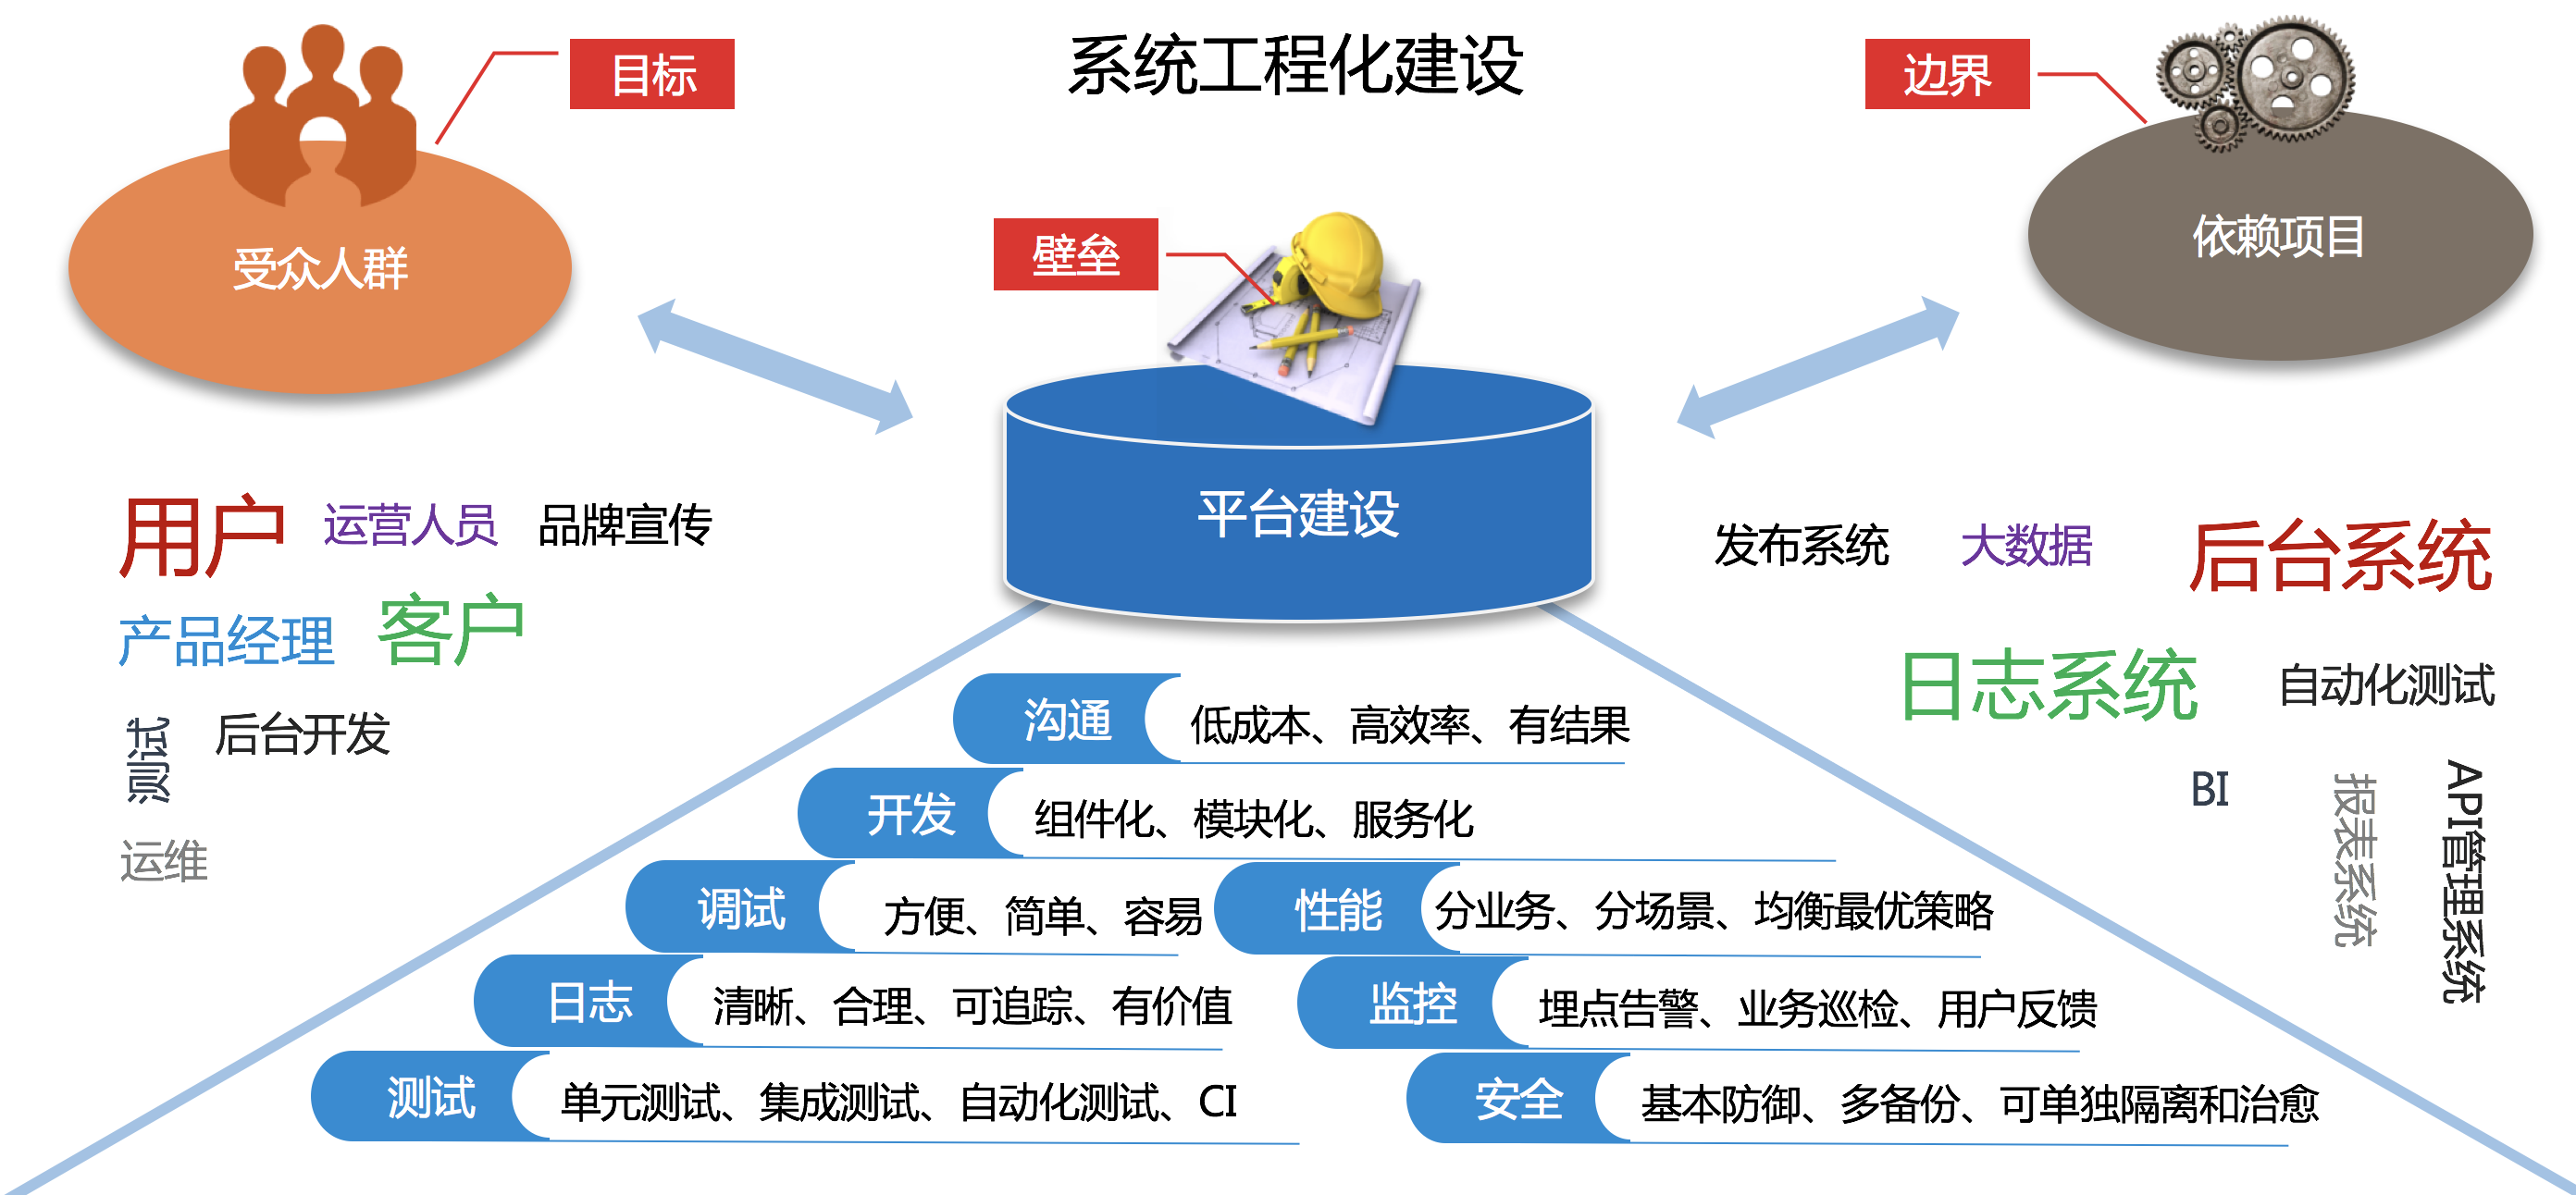 系统工程化建设
目标
边界
壁垒
受众人群
依赖项目
平台建设
用户
运营人员
品牌宣传
产品经理
客户
测试
后台开发
运维
发布系统
大数据
后台系统
日志系统
自动化测试
BI
报表系统
API管理系统
沟通
低成本、高效率、有结果
开发
组件化、模块化、服务化
调试
方便、简单、容易
性能
分业务、分场景、均衡最优策略
日志
清晰、合理、可追踪、有价值
监控
埋点告警、业务巡检、用户反馈
测试
单元测试、集成测试、自动化测试、CI
安全
基本防御、多备份、可单独隔离和治愈